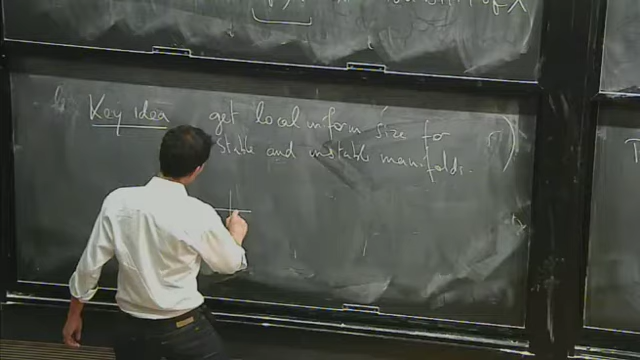 Key idea get local uniform size for
stable and unstable manifolds.